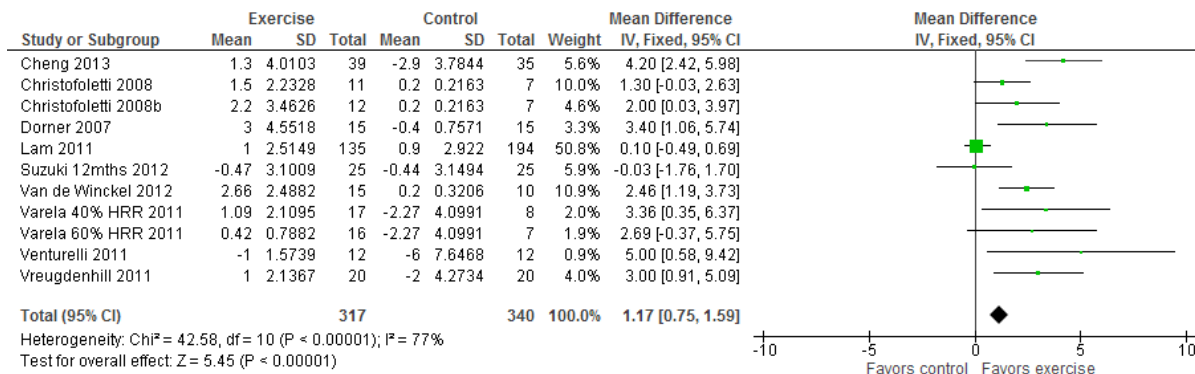 Exercise Control Mean Difference Mean Difference
Study or Subgroup Mean SD Total Mean SD Total Weight IV, Fixed, 95% CI IV, Fixed, 95% CI
Cheng 2013 1.3 4.0103 39 -2.9 3.7844 35 5.6% 4.20 [2.42, 5.98]
Christofoletti 2008 1.5 2.2328 11 0.2 0.2163 7 10.0% 1.30 [-0.03, 2.63]
Christofoletti 2008b 2.2 3.4626 12 0.2 0.2163 7 4.6% 2.00 [0.03, 3.97]
Dorner 2007 3 4.5518 15 -0.4 0.7571 15 3.3% 3.40 [1.06, 5.74]
Lam 2011 1 2.5149 135 0.9 2.922 194 50.8% 0.10 [-0.49, 0.69]
Suzuki 12mths 2012 -0.47 3.1009 25 -0.44 3.1494 25 5.9% -0.03 [-1.76, 1.70]
Van de Winckel 2012 2.66 2.4882 15 0.2 0.3206 10 10.9% 2.46 [1.19, 3.73]
Varela 40% HRR 2011 1.09 2.1095 17 -2.27 4.0991 8 2.0% 3.36 [0.35, 6.37]
Varela 60% HRR 2011 0.42 0.7882 16 -2.27 4.0991 7 1.9% 2.69 [-0.37, 5.75]
Venturelli 2011 -1 1.5739 12 -6 7.6468 12 0.9% 5.00 [0.58, 9.42]
Vreugdenhill 2011 1 2.1367 20 -2 4.2734 20 4.0% 3.00 [0.91, 5.09]
Total (95% CI) 317 340 100.0% 1.17 [0.75, 1.59]
Heterogeneity: Chi² = 42.58, df = 10 (P < 0.00001); I² = 77%
Test for overall effect: Z = 5.45 (P < 0.00001)
-10 -5 0 5 10
Favors control Favors exercise